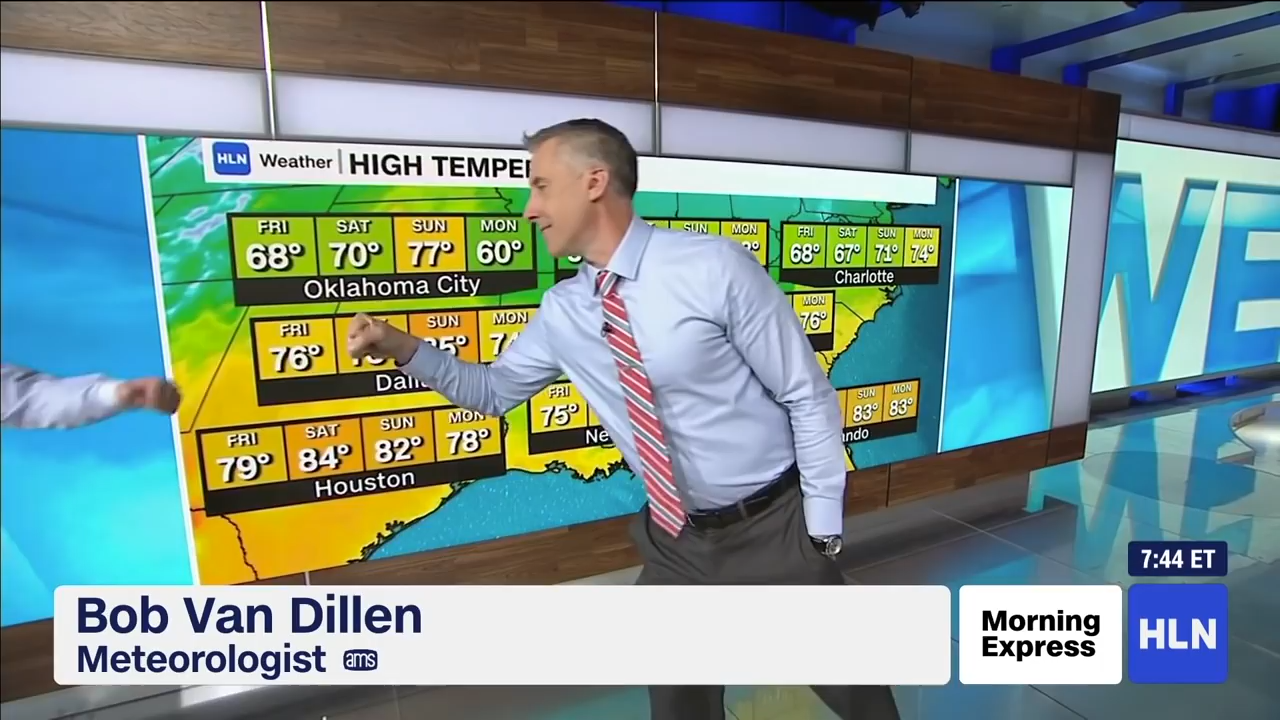 HLN Weather HIGH TEMPE
FRI SAT SUN MON
68° 70° 77° 60°
Oklahoma City
SUN MON
FRI SAT SUN MON
68° 67° 71° 74°
Charlotte
FRI SUN MON
76°
MON
76°
FRI SAT SUN MON
79° 84° 82° 78°
Houston
FRI
75°
SUN MON
83° 83°
WE
7:44 ET
Bob Van Dillen
Meteorologist ams
Morning
Express
HLN